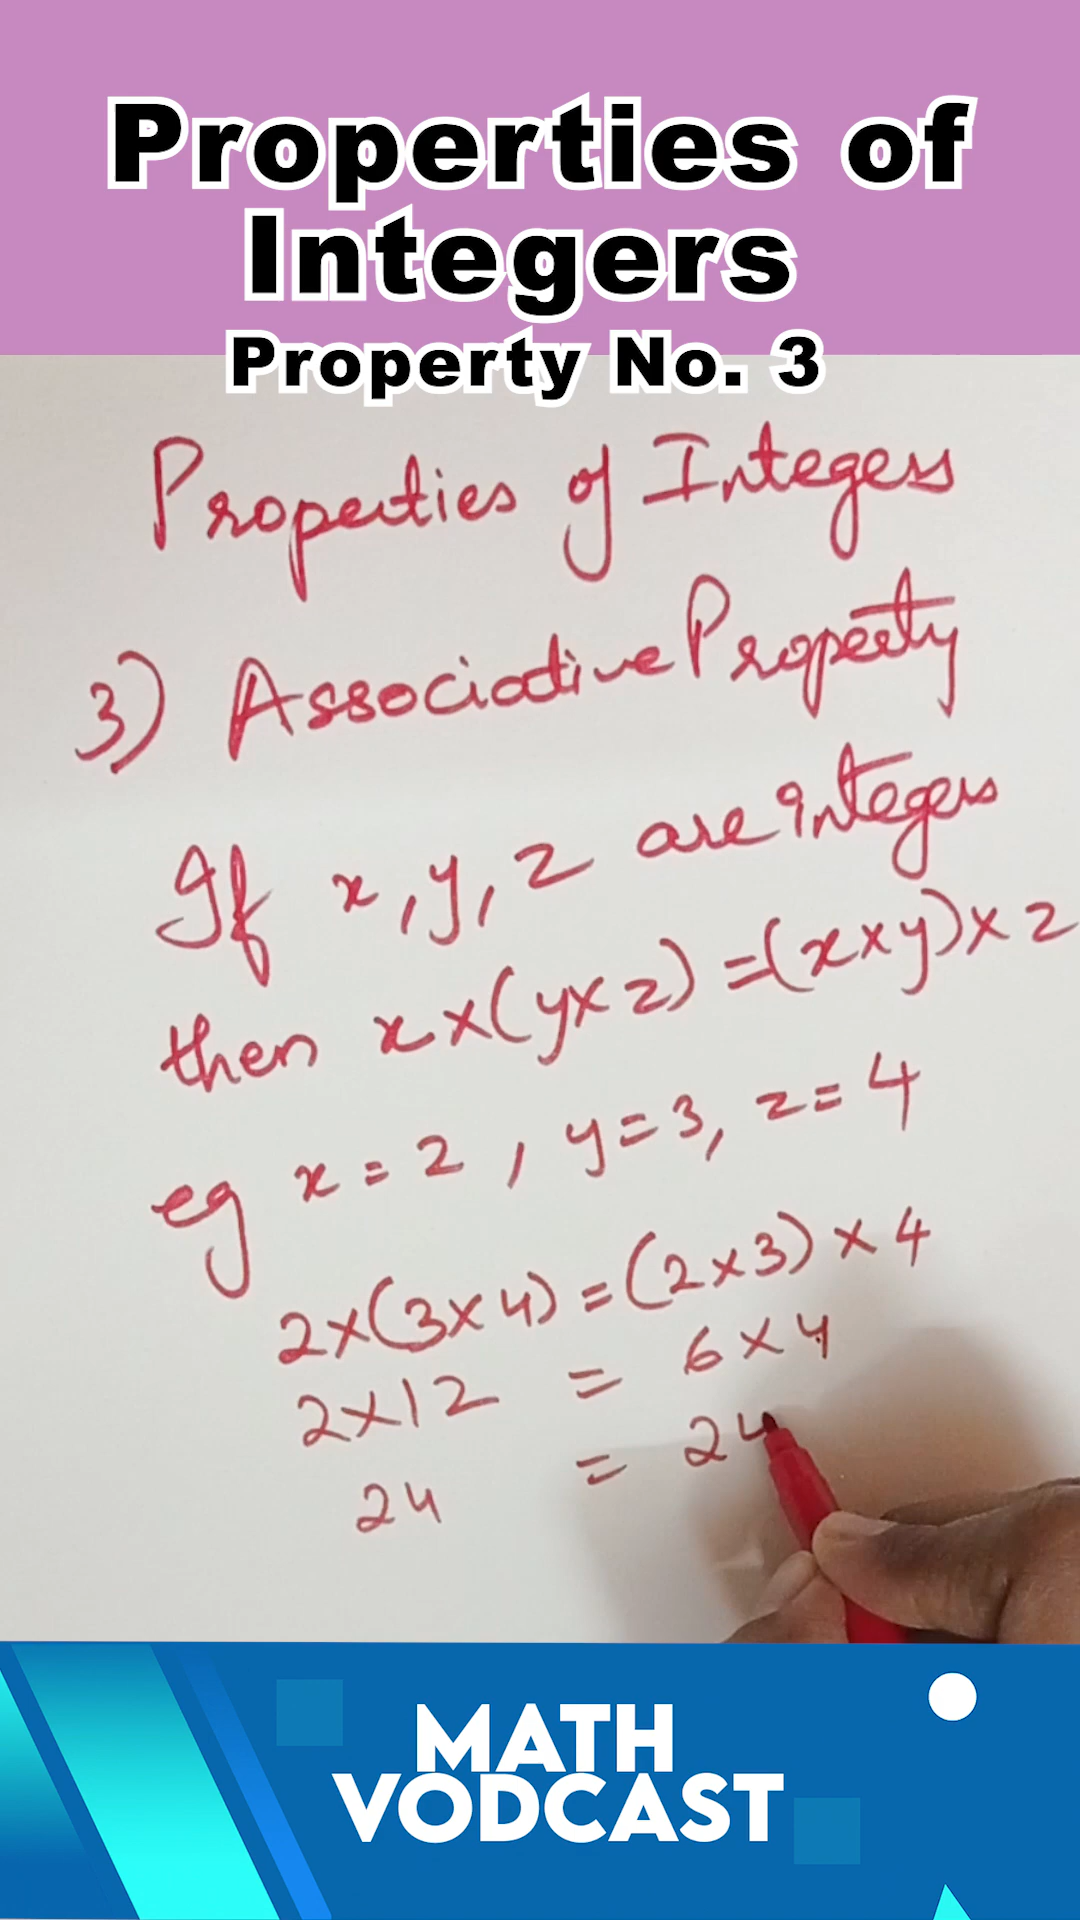 Properties of
Integers
Property No. 3
Properties of Integers
3) Associative Property
If x, y, z are integers
then x×(y×z)=(x×y)×z
eg x=2, y=3, z=4
2×(3×4)=(2×3)×4
2×12 = 6×4
24 = 24
MATH
VODCAST